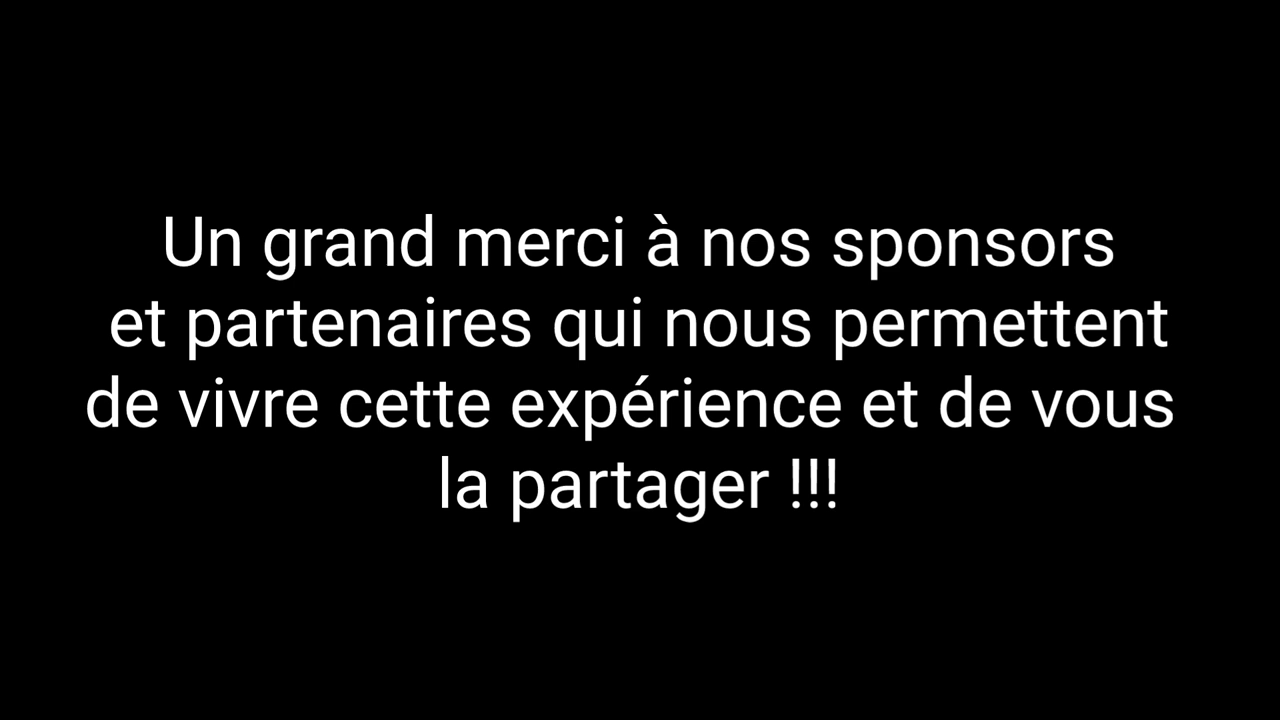 Un grand merci à nos sponsors
et partenaires qui nous permettent
de vivre cette expérience et de vous
la partager !!!